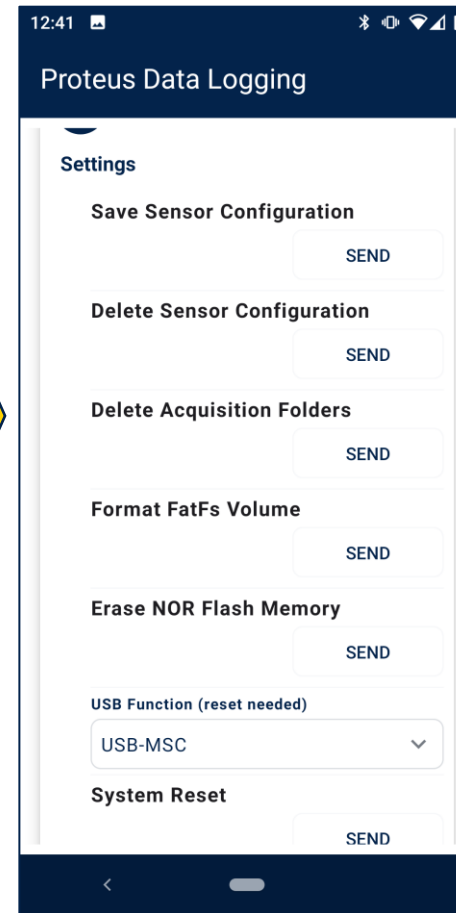 12:41
Proteus Data Logging
Settings
Save Sensor Configuration
SEND
Delete Sensor Configuration
SEND
Delete Acquisition Folders
SEND
Format FatFs Volume
SEND
Erase NOR Flash Memory
SEND
USB Function (reset needed)
USB-MSC
System Reset
SEND